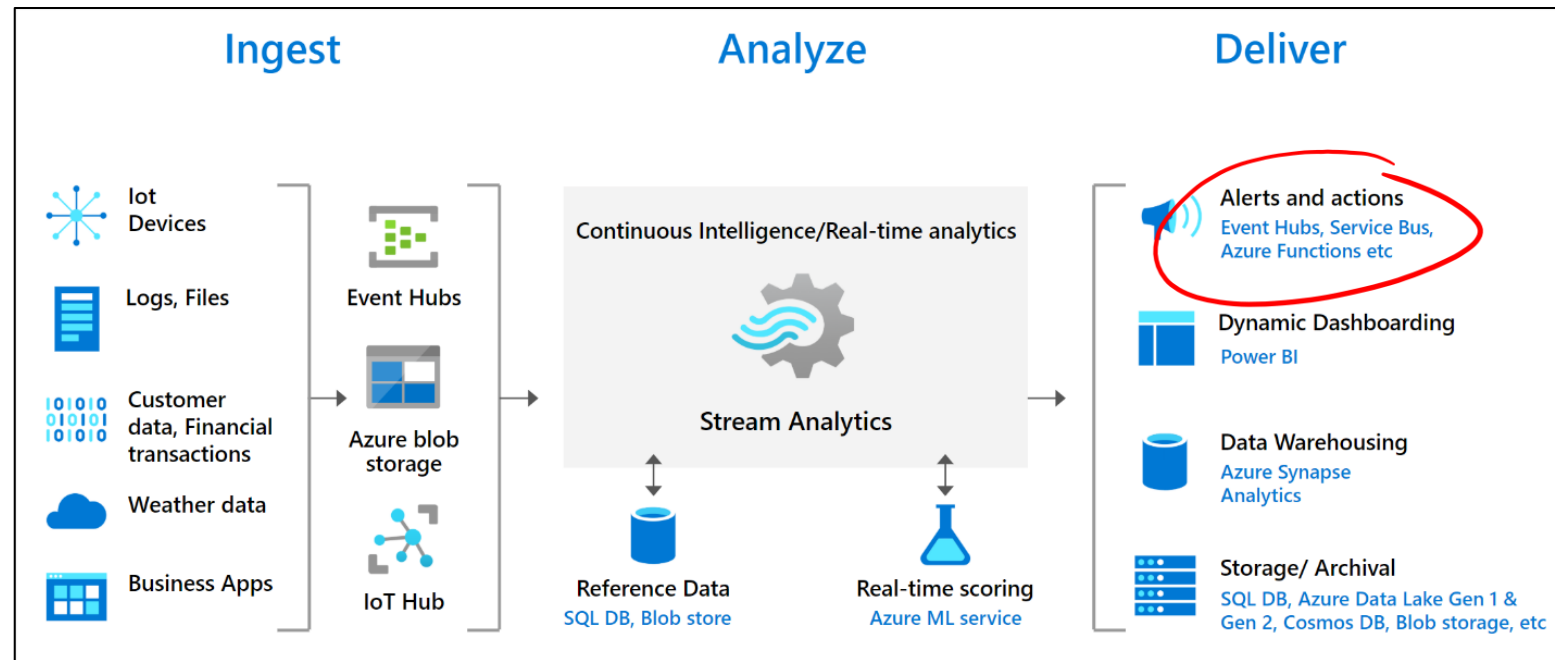 Ingest
Analyze
Deliver
Iot
Devices
Logs, Files
Customer
data, Financial
transactions
Weather data
Business Apps
Event Hubs
Azure blob
storage
IoT Hub
Continuous Intelligence/Real-time analytics
Stream Analytics
Reference Data
SQL DB, Blob store
Real-time scoring
Azure ML service
Alerts and actions
Event Hubs, Service Bus,
Azure Functions etc
Dynamic Dashboarding
Power BI
Data Warehousing
Azure Synapse
Analytics
Storage/ Archival
SQL DB, Azure Data Lake Gen 1 &
Gen 2, Cosmos DB, Blob storage, etc